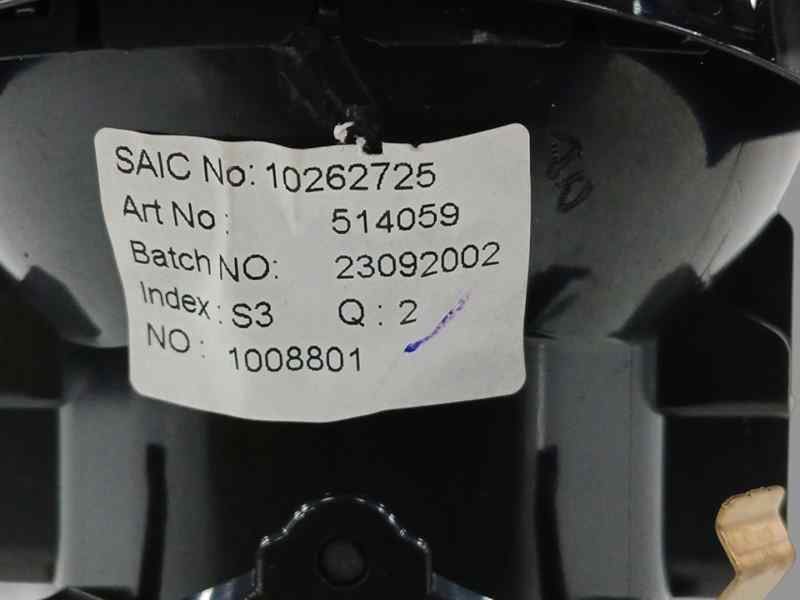 SAIC No: 10262725
Art No: 514059
Batch NO: 23092002
Index: S3 Q: 2
NO: 1008801